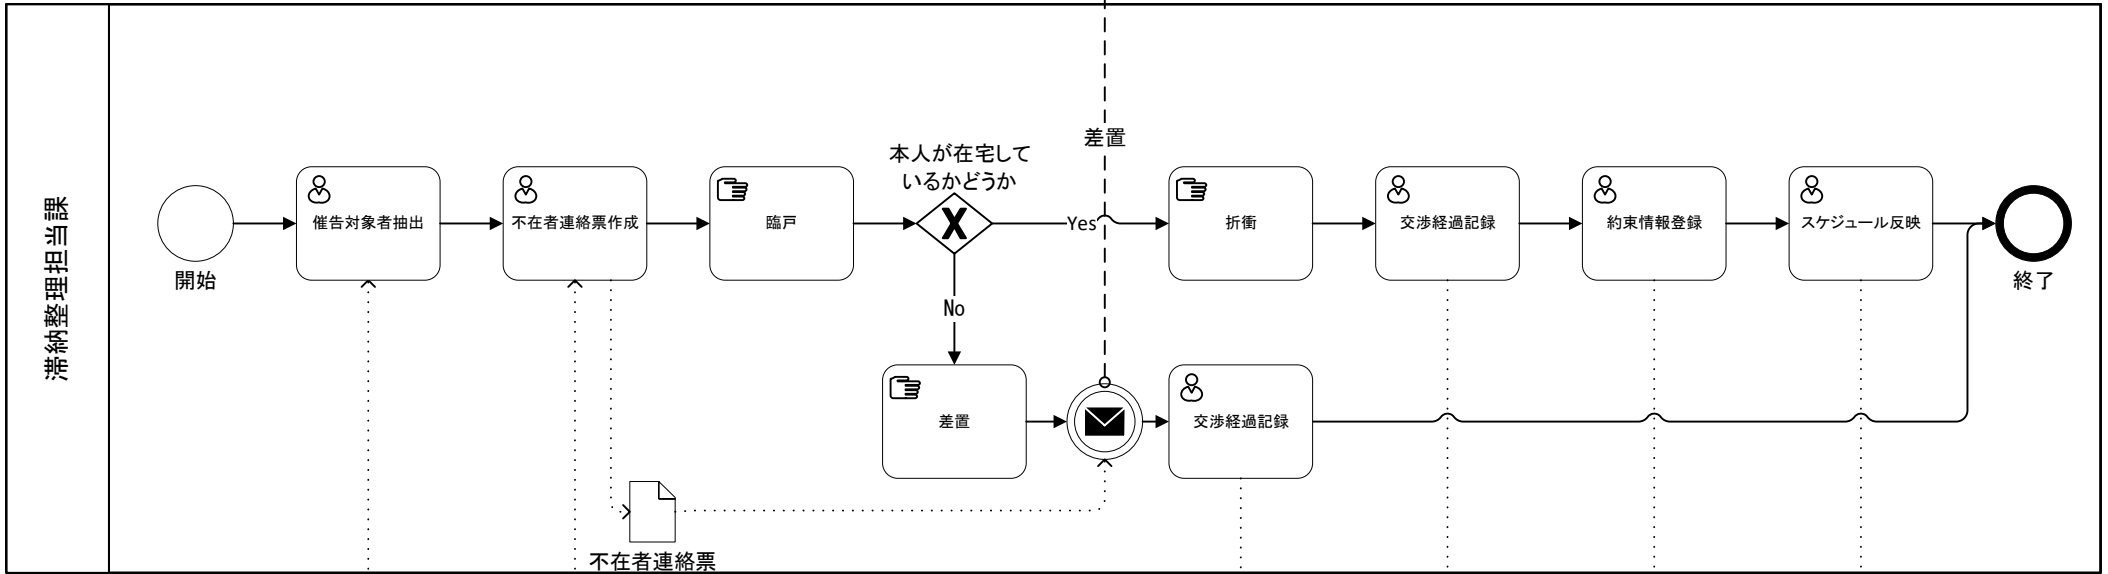 滞納整理担当課
開始
催告対象者抽出
不在者連絡票作成
臨戸
本人が在宅して
いるかどうか
Yes
No
差置
折衝
交渉経過記録
約束情報登録
スケジュール反映
終了
差置
交渉経過記録
不在者連絡票